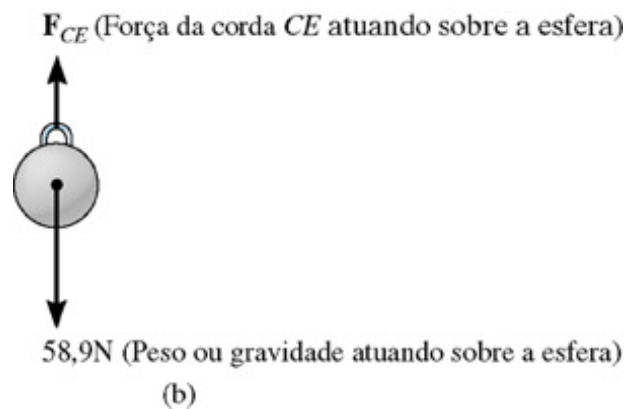 F_CE (Força da corda CE atuando sobre a esfera)
58,9N (Peso ou gravidade atuando sobre a esfera)
(b)